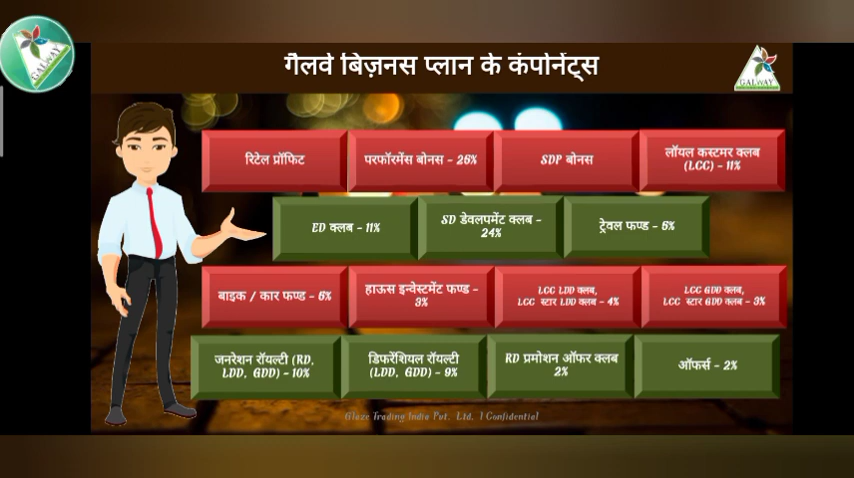 गैलवे बिज़नस प्लान के कंपोनेंट्स
GALWAY
GALWAY
रिटेल प्रॉफिट
परफॉरमेंस बोनस - 26%
SDP बोनस
लॉयल कस्टमर क्लब
(LCC) - 11%
ED क्लब - 11%
SD डेवलपमेंट क्लब -
24%
ट्रेवल फण्ड - 6%
बाइक / कार फण्ड - 6%
हाऊस इन्वेस्टमेंट फण्ड -
3%
LCC LDD क्लब,
LCC स्टार LDD क्लब - 4%
LCC GDD क्लब,
LCC स्टार GDD क्लब - 3%
जनरेशन रॉयल्टी (RD,
LDD, GDD) - 10%
डिफरेंशियल रॉयल्टी
(LDD, GDD) - 9%
RD प्रमोशन ऑफर क्लब
2%
ऑफर्स - 2%
Glaze Trading India Pvt. Ltd. | Confidential